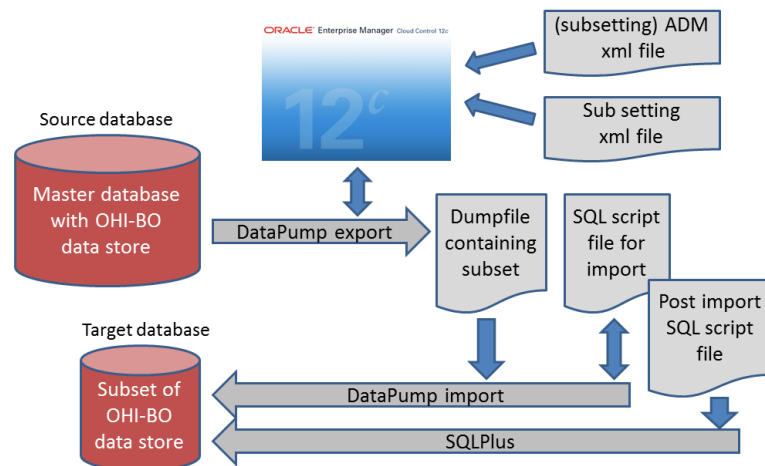 ORACLE Enterprise Manager Cloud Control 12c
12c
(subsetting) ADM
xml file
Sub setting
xml file
Source database
Master database
with OHI-BO
data store
DataPump export
Dumpfile
containing
subset
SQL script
file for
import
Post import
SQL script
file
Target database
Subset of
OHI-BO
data store
DataPump import
SQLPlus